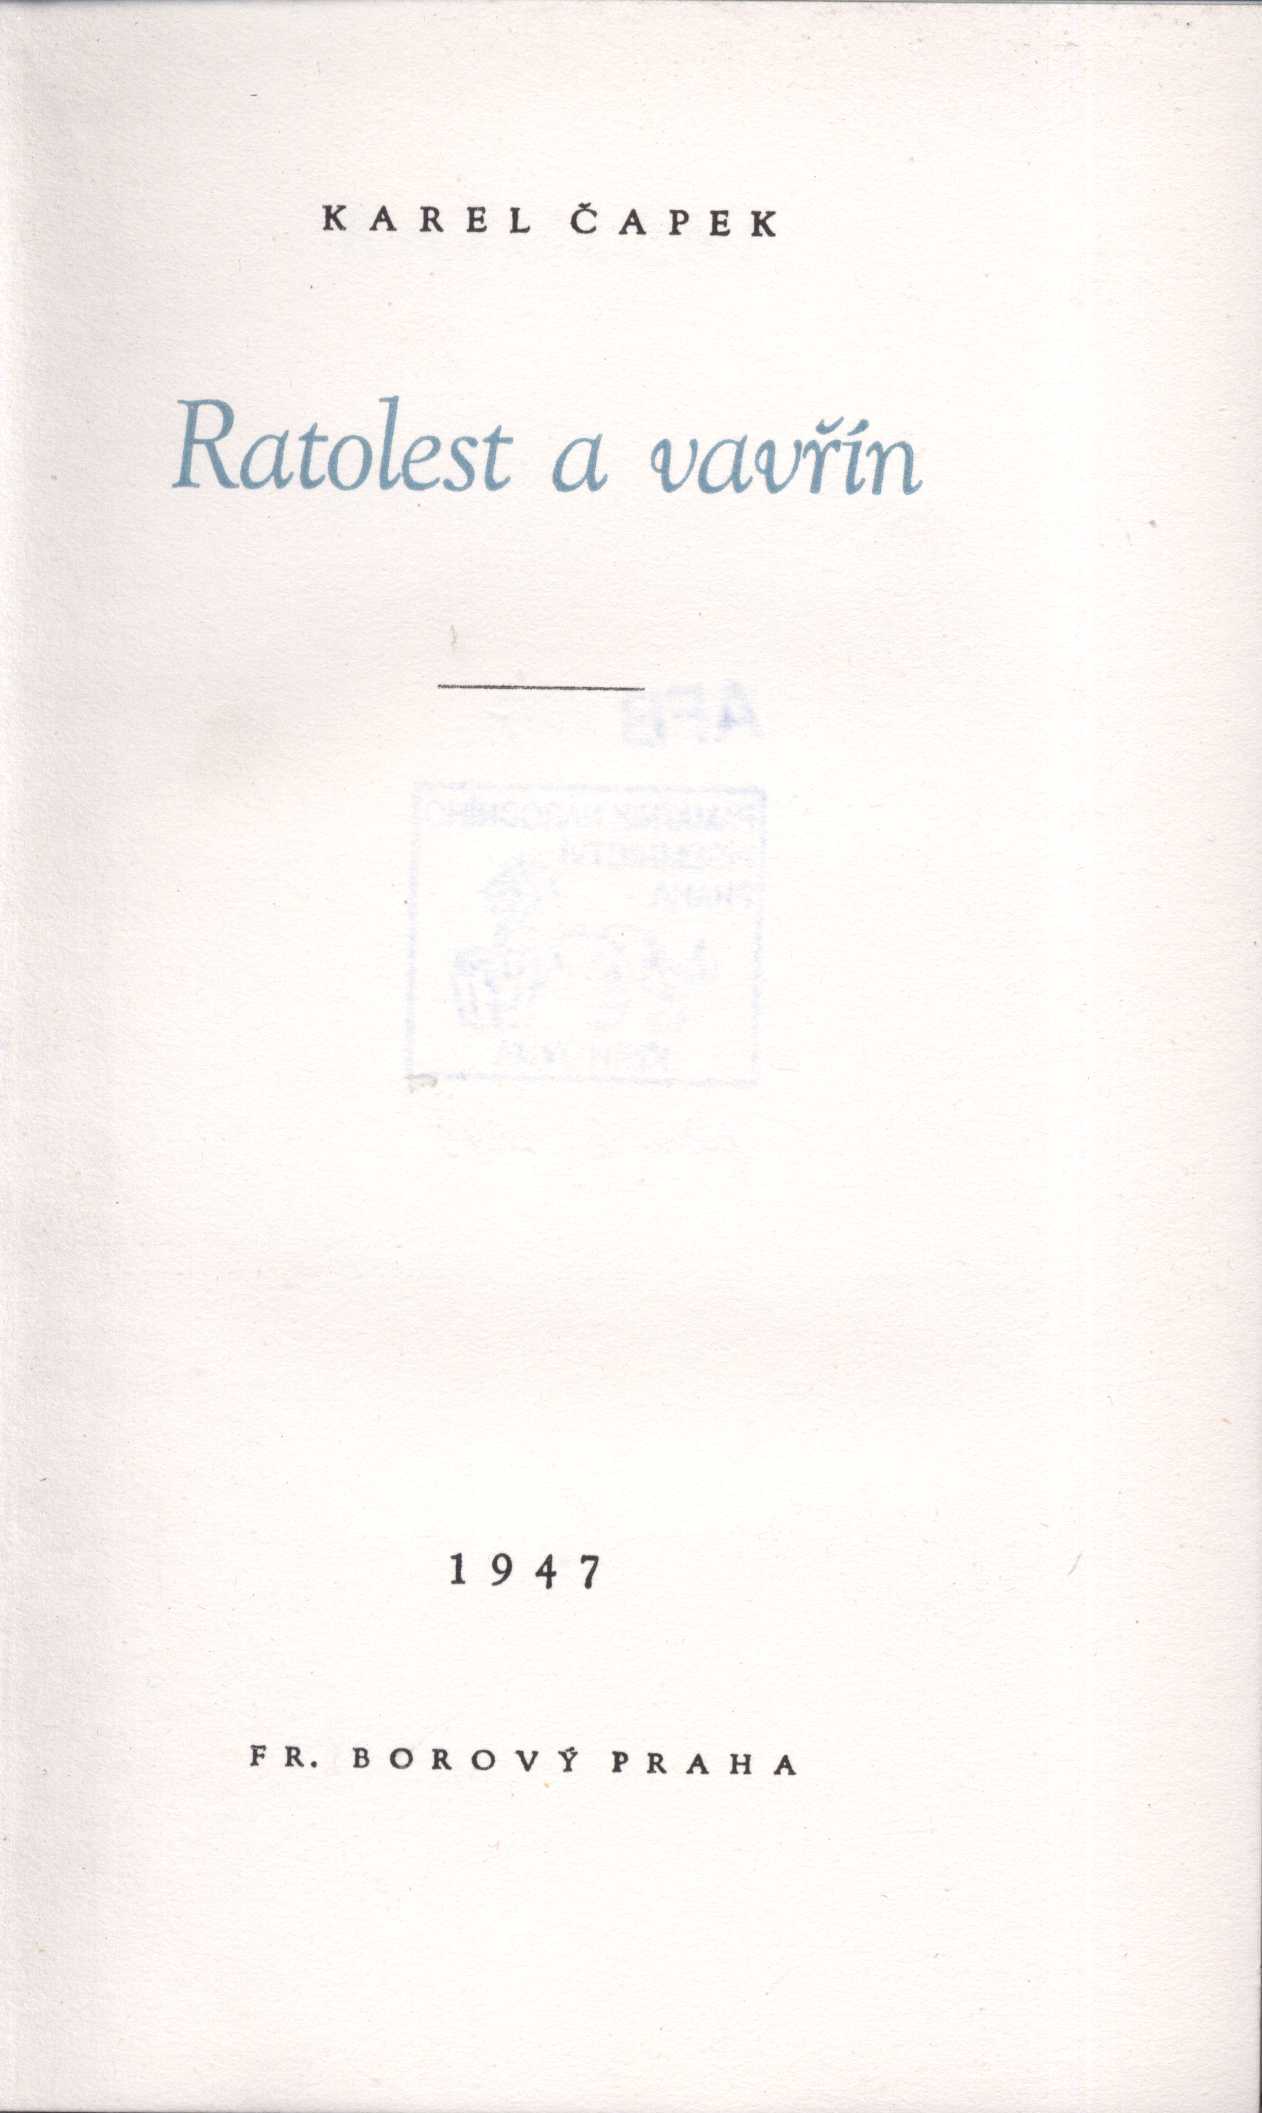 KAREL ČAPEK
Ratolest a vavřín
1947
FR. BOROVÝ PRAHA